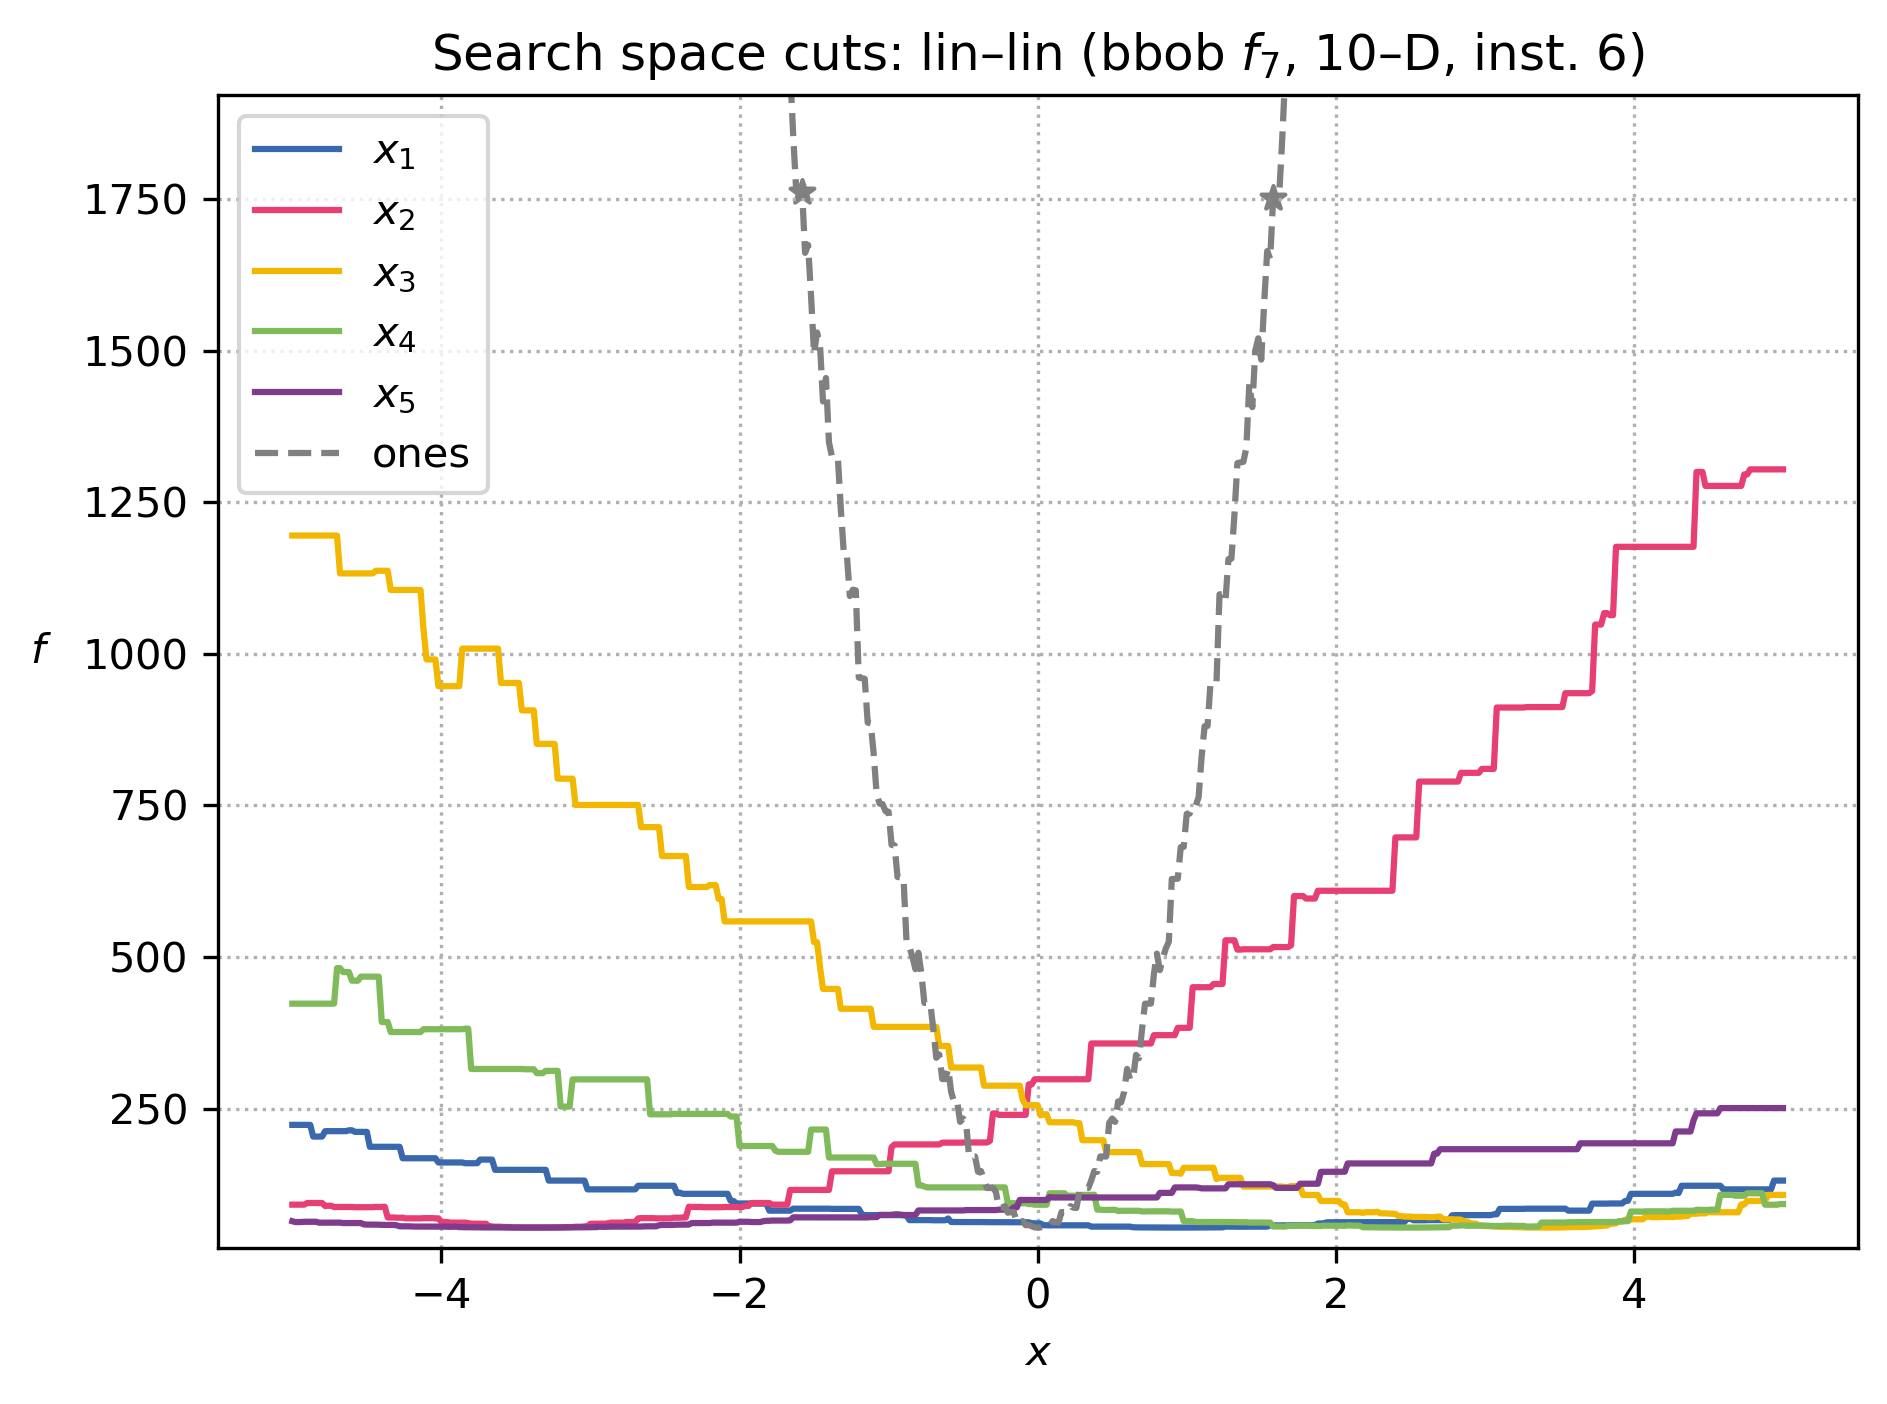 Search space cuts: lin–lin (bbob f₇, 10–D, inst. 6)
x₁
x₂
x₃
x₄
x₅
ones
1750
1500
1250
1000
750
500
250
f
−4
−2
0
2
4
x